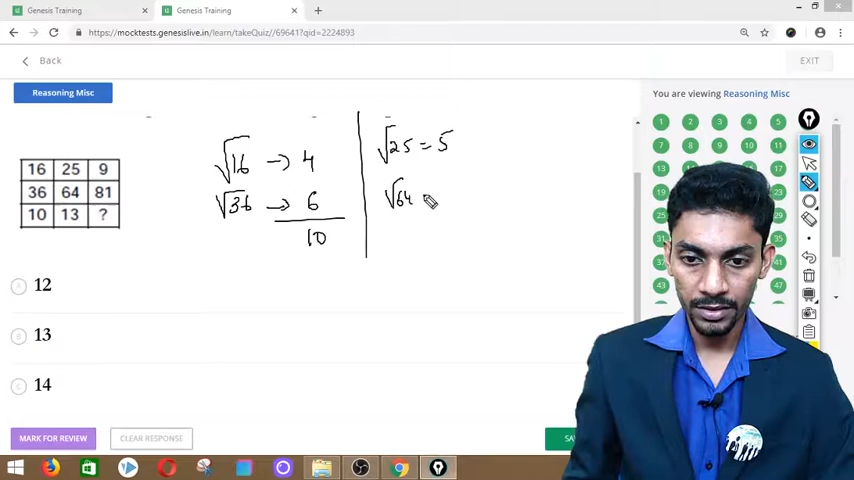 Genesis Training
Genesis Training
https://mocktests.genesislive.in/learn/takeQuiz//69641?qid=2224893
Back
EXIT
Reasoning Misc
You are viewing Reasoning Misc
1 2 3 4 5
7 8 9 10 11
13
19
25
31 35
37 41
43 47
16 25 9
36 64 81
10 13 ?
√16 → 4
√36 → 6
10
√25 = 5
√64
A 12
B 13
C 14
MARK FOR REVIEW
CLEAR RESPONSE